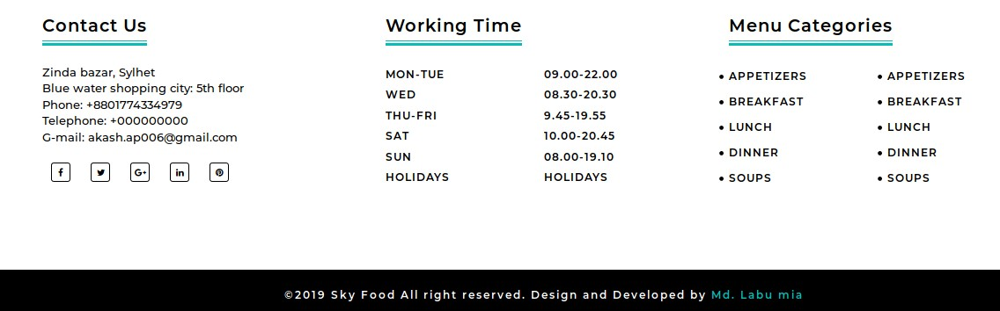 Contact Us
Zinda bazar, Sylhet
Blue water shopping city: 5th floor
Phone: +8801774334979
Telephone: +000000000
G-mail: akash.ap006@gmail.com
Working Time
MON-TUE 09.00-22.00
WED 08.30-20.30
THU-FRI 9.45-19.55
SAT 10.00-20.45
SUN 08.00-19.10
HOLIDAYS HOLIDAYS
Menu Categories
• APPETIZERS • APPETIZERS
• BREAKFAST • BREAKFAST
• LUNCH • LUNCH
• DINNER • DINNER
• SOUPS • SOUPS
©2019 Sky Food All right reserved. Design and Developed by Md. Labu mia